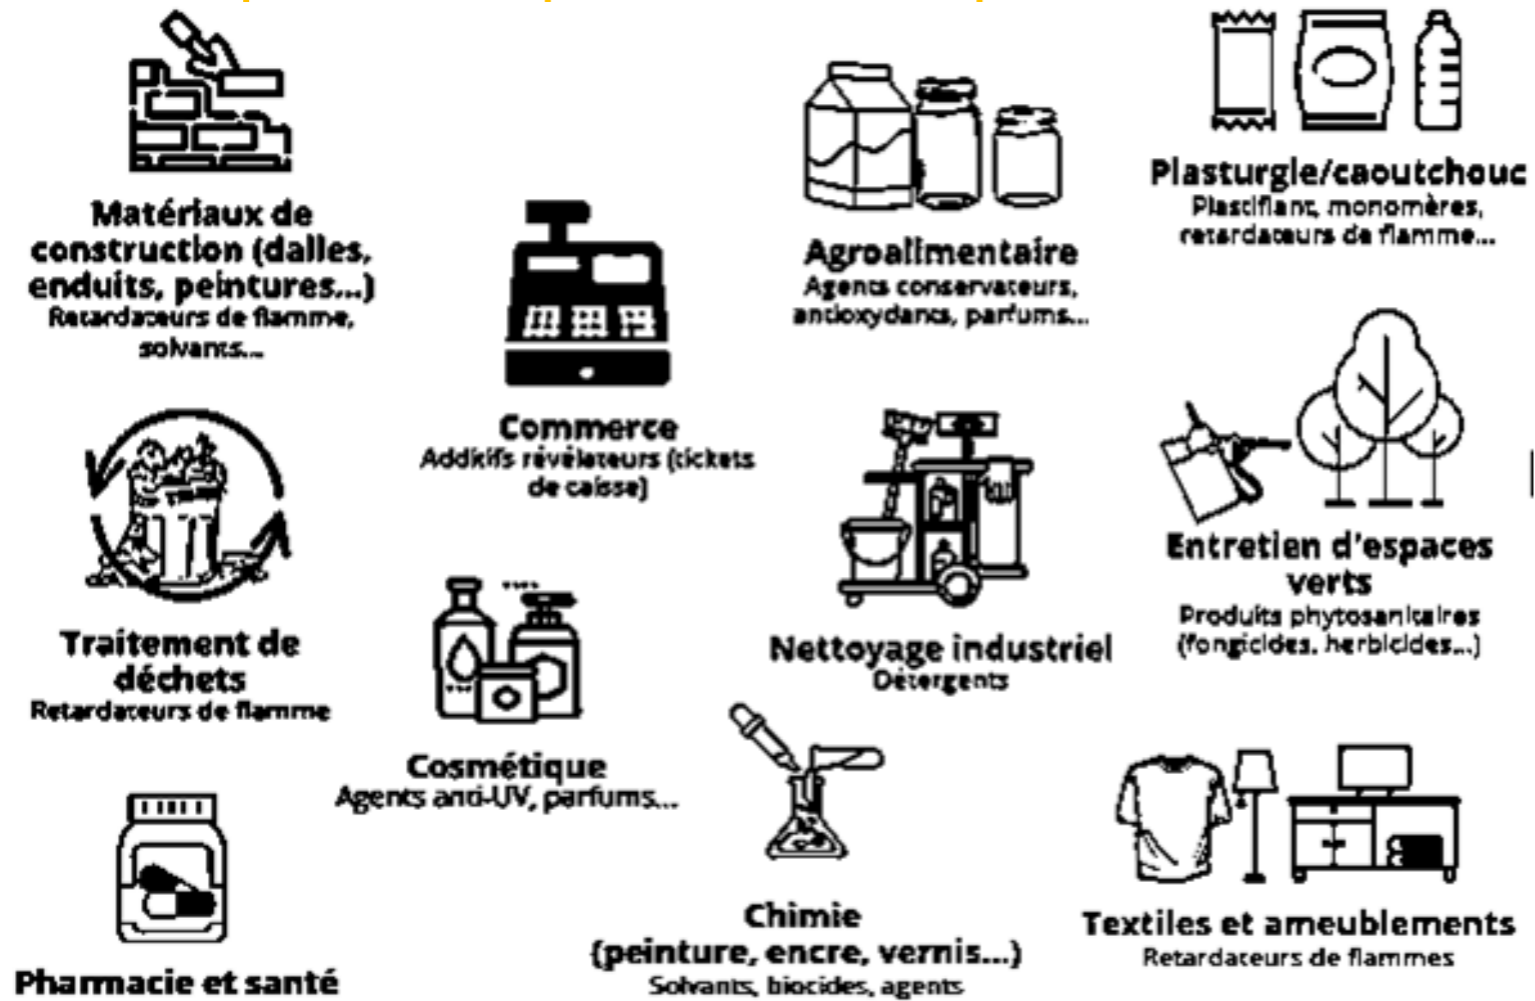 Matériaux de
construction (dalles,
enduits, peintures...)
Retardateurs de flamme,
solvants...
Commerce
Additifs révélateurs (tickets
de caisse)
Agroalimentaire
Agents conservateurs,
antioxydants, parfums...
Plasturgie/caoutchouc
Plastifiant, monomères,
retardateurs de flamme...
Traitement de
déchets
Retardateurs de flamme
Cosmétique
Agents anti-UV, parfums...
Nettoyage industriel
Détergents
Entretien d'espaces
verts
Produits phytosanitaires
(fongicides, herbicides...)
Pharmacie et santé
Chimie
(peinture, encre, vernis...)
Solvants, biocides, agents
Textiles et ameublements
Retardateurs de flammes